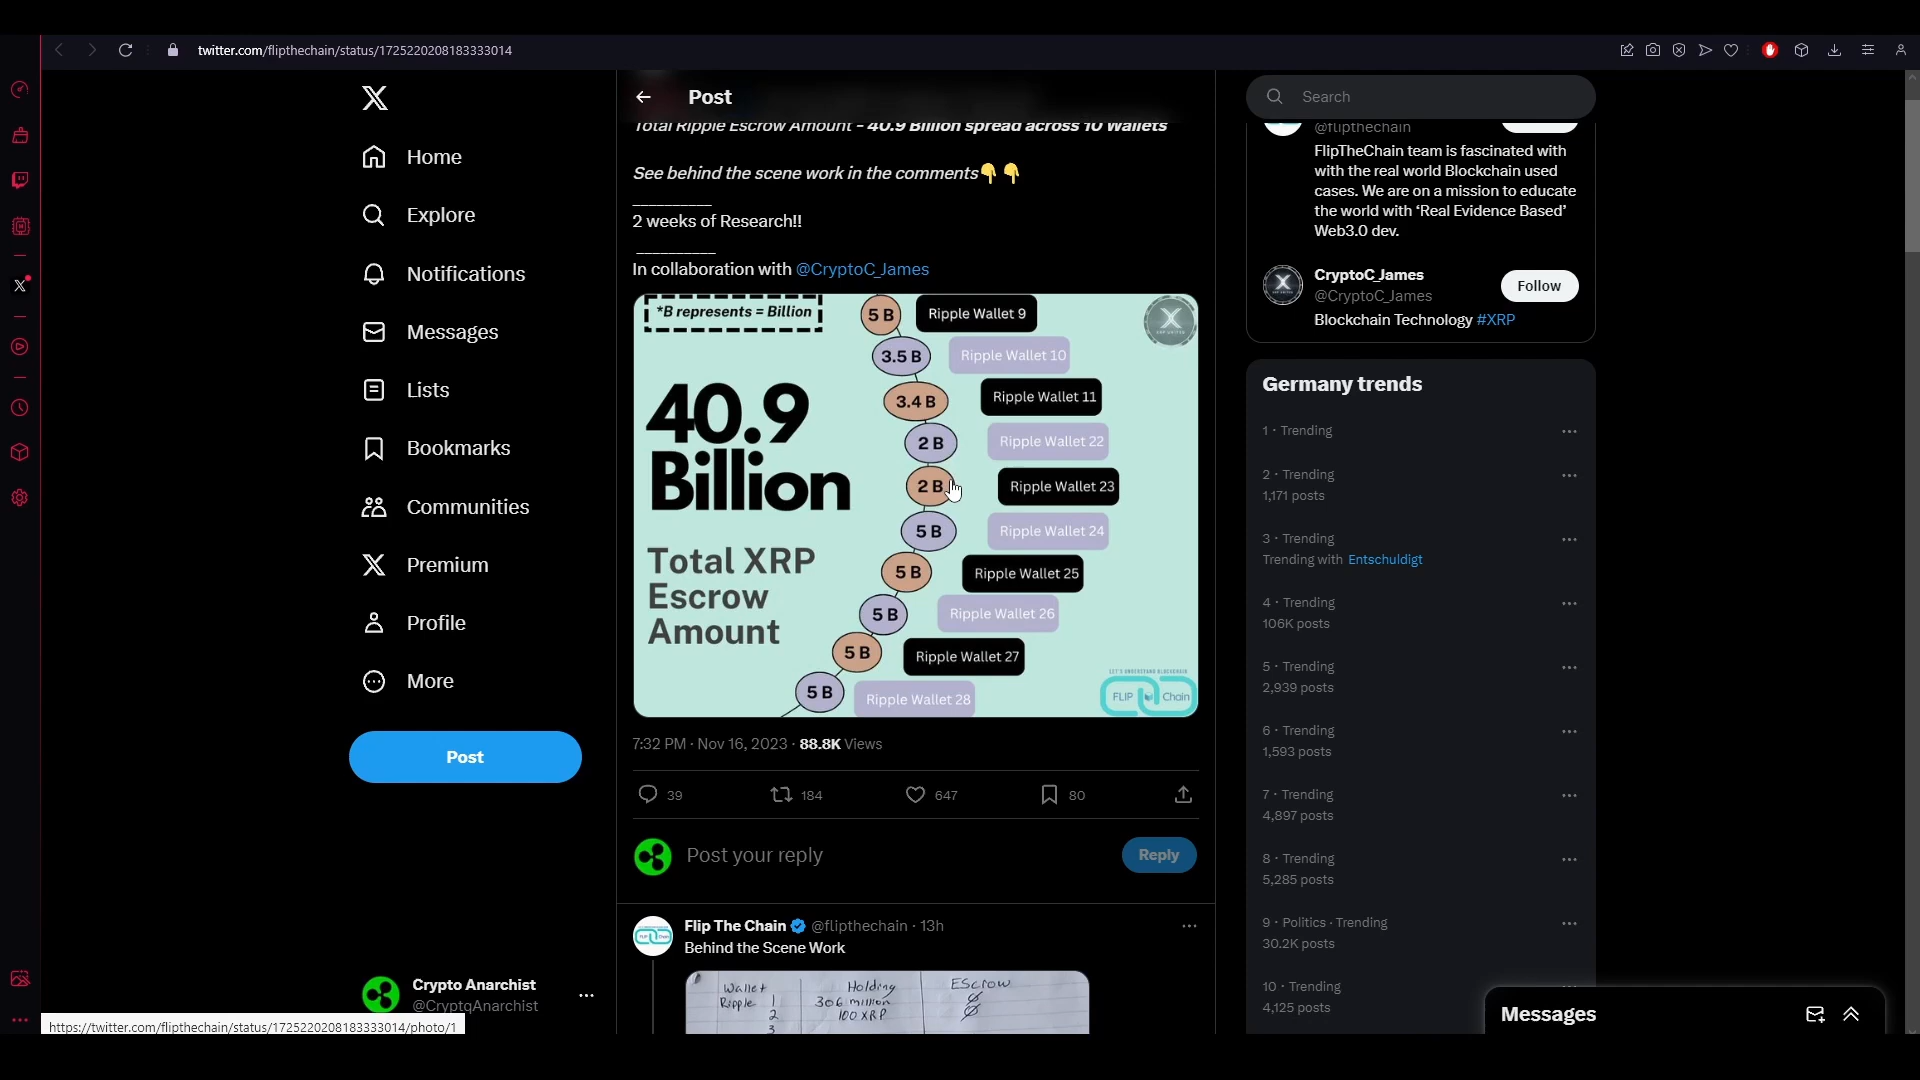 twitter.com/flipthechain/status/1725220208183333014
Home
Explore
Notifications
Messages
Lists
Bookmarks
Communities
Premium
Profile
More
Post
Crypto Anarchist
@CryptqAnarchist
https://twitter.com/flipthechain/status/1725220208183333014/photo/1
Post
Total Ripple Escrow Amount - 40.9 Billion spread across 10 Wallets
See behind the scene work in the comments👇👇
__________
2 weeks of Research!!
__________
In collaboration with @CryptoC_James
*B represents = Billion
40.9
Billion
Total XRP
Escrow
Amount
5 B Ripple Wallet 9
3.5 B Ripple Wallet 10
3.4 B Ripple Wallet 11
2 B Ripple Wallet 22
2 B Ripple Wallet 23
5 B Ripple Wallet 24
5 B Ripple Wallet 25
5 B Ripple Wallet 26
5 B Ripple Wallet 27
5 B Ripple Wallet 28
X
LET'S UNDERSTAND BLOCKCHAIN
FLIP Chain
7:32 PM · Nov 16, 2023 · 88.8K Views
39 184 647 80
Post your reply
Reply
Flip The Chain @flipthechain · 13h
Behind the Scene Work
Wallet Holding Escrow
Ripple 1 306 million ∅
2 100 XRP ∅
3
Search
@flipthechain
FlipTheChain team is fascinated with
with the real world Blockchain used
cases. We are on a mission to educate
the world with ‘Real Evidence Based’
Web3.0 dev.
CryptoC_James
@CryptoC_James
Follow
Blockchain Technology #XRP
Germany trends
1 · Trending
2 · Trending
1,171 posts
3 · Trending
Trending with Entschuldigt
4 · Trending
106K posts
5 · Trending
2,939 posts
6 · Trending
1,593 posts
7 · Trending
4,897 posts
8 · Trending
5,285 posts
9 · Politics · Trending
30.2K posts
10 · Trending
4,125 posts
Messages